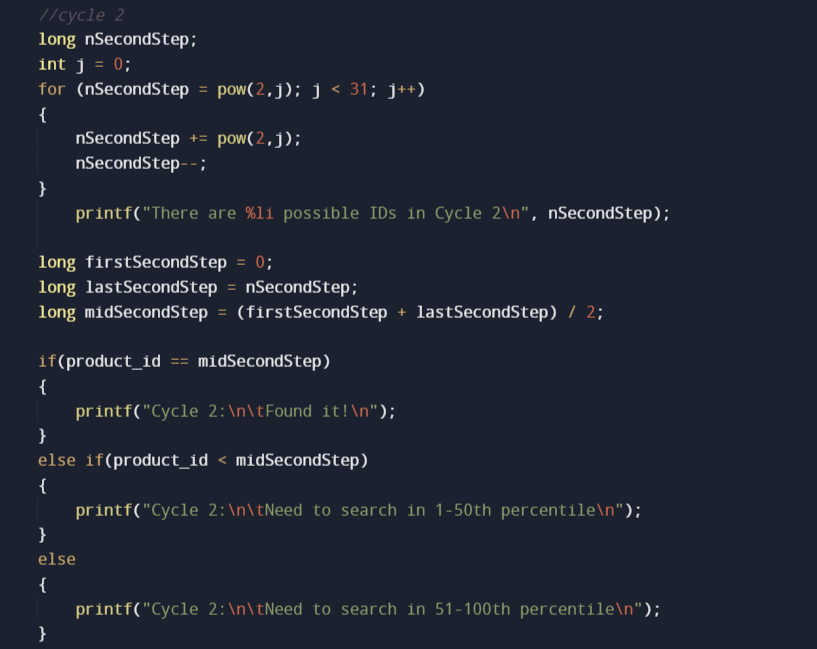 //cycle 2
long nSecondStep;
int j = 0;
for (nSecondStep = pow(2,j); j < 31; j++)
{
nSecondStep += pow(2,j);
nSecondStep--;
}
printf("There are %li possible IDs in Cycle 2\n", nSecondStep);
long firstSecondStep = 0;
long lastSecondStep = nSecondStep;
long midSecondStep = (firstSecondStep + lastSecondStep) / 2;
if(product_id == midSecondStep)
{
printf("Cycle 2:\n\tFound it!\n");
}
else if(product_id < midSecondStep)
{
printf("Cycle 2:\n\tNeed to search in 1-50th percentile\n");
}
else
{
printf("Cycle 2:\n\tNeed to search in 51-100th percentile\n");
}